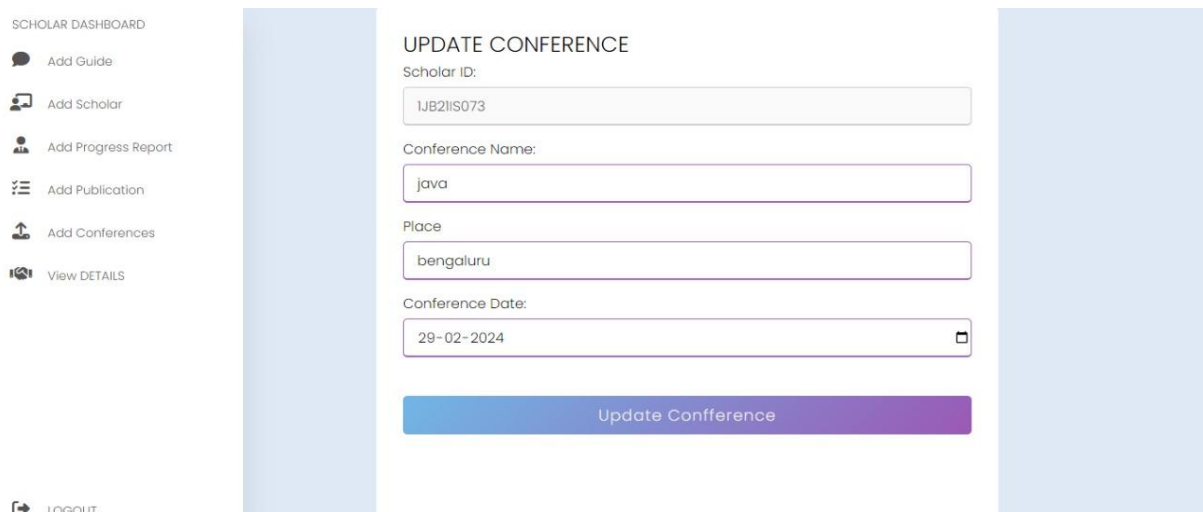 SCHOLAR DASHBOARD
Add Guide
Add Scholar
Add Progress Report
Add Publication
Add Conferences
View DETAILS
LOGOUT
UPDATE CONFERENCE
Scholar ID:
1JB21IS073
Conference Name:
java
Place
bengaluru
Conference Date:
29-02-2024
Update Confference